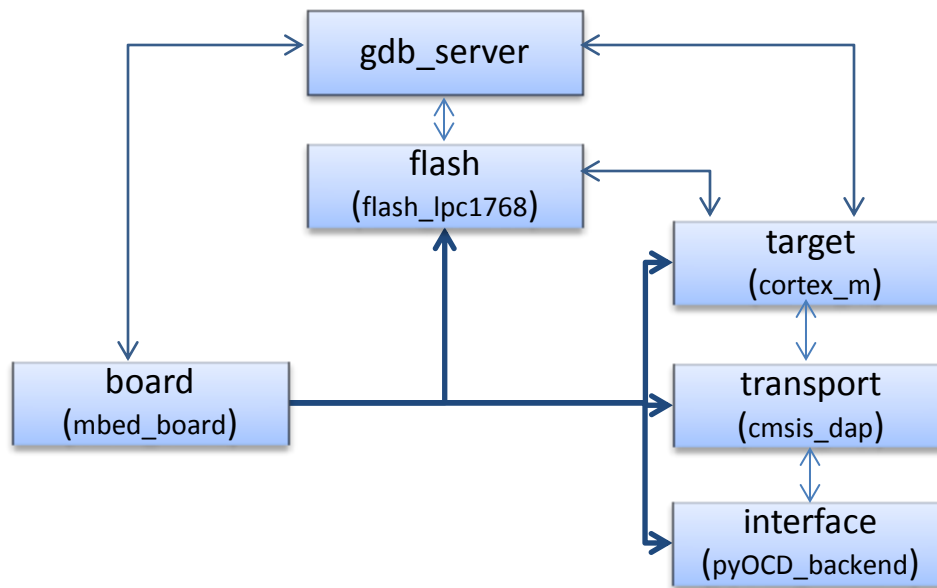 gdb_server
flash
(flash_lpc1768)
target
(cortex_m)
board
(mbed_board)
transport
(cmsis_dap)
interface
(pyOCD_backend)